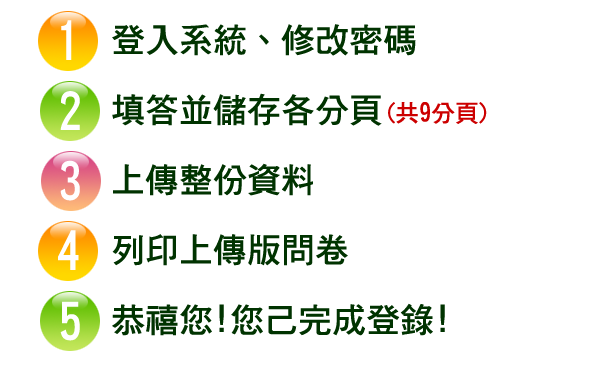 1 登入系統、修改密碼
2 填答並儲存各分頁(共9分頁)
3 上傳整份資料
4 列印上傳版問卷
5 恭禧您!您己完成登錄!